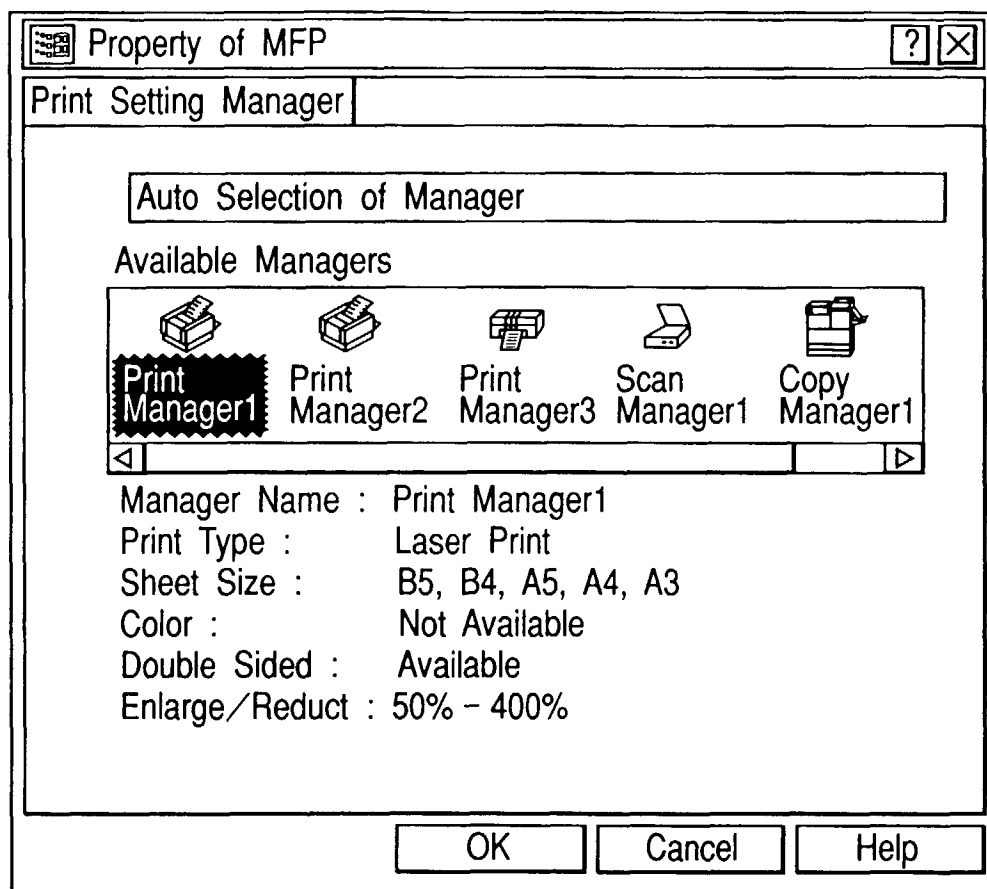 Property of MFP
?
Print Setting Manager
Auto Selection of Manager
Available Managers
Print Manager1
Print Manager2
Print Manager3
Scan Manager1
Copy Manager1
Manager Name : Print Manager1
Print Type : Laser Print
Sheet Size : B5, B4, A5, A4, A3
Color : Not Available
Double Sided : Available
Enlarge/Reduct : 50% – 400%
OK Cancel Help